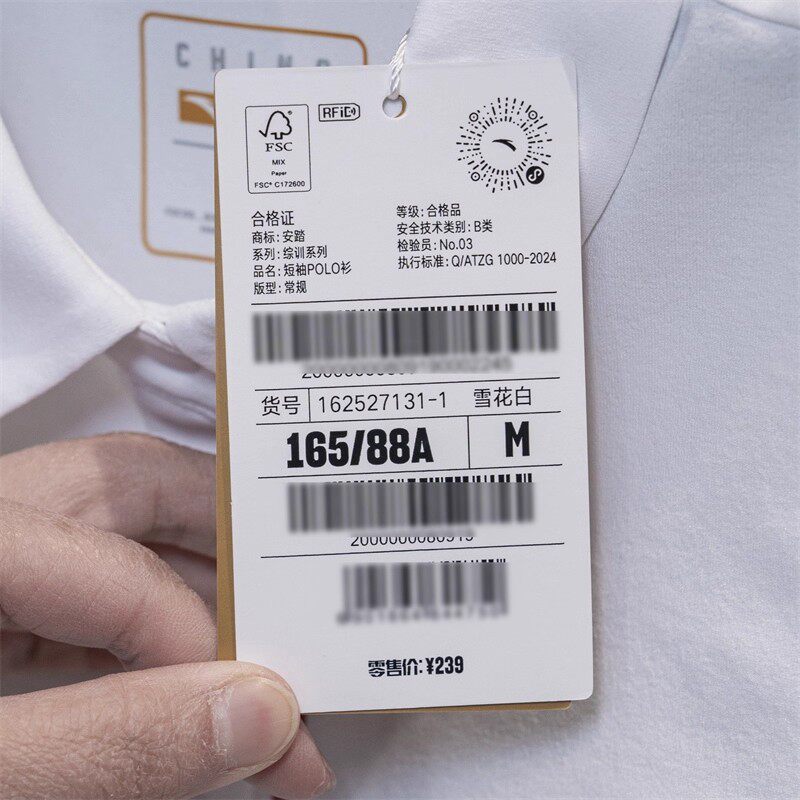 CHINA
RFID
FSC
MIX
Paper
FSC® C172600
合格证
商标:安踏
系列:综训系列
品名:短袖POLO衫
版型:常规
等级:合格品
安全技术类别:B类
检验员:No.03
执行标准:Q/ATZG 1000-2024
货号 162527131-1 雪花白
165/88A M
零售价:¥239